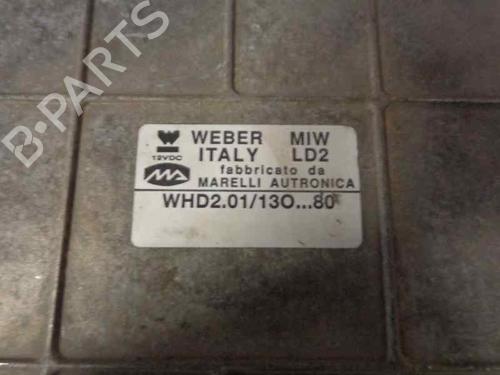 B-PARTS
WEBER MIW
12VDC ITALY LD2
fabbricato da
MARELLI AUTRONICA
WHD2.01/13O...80